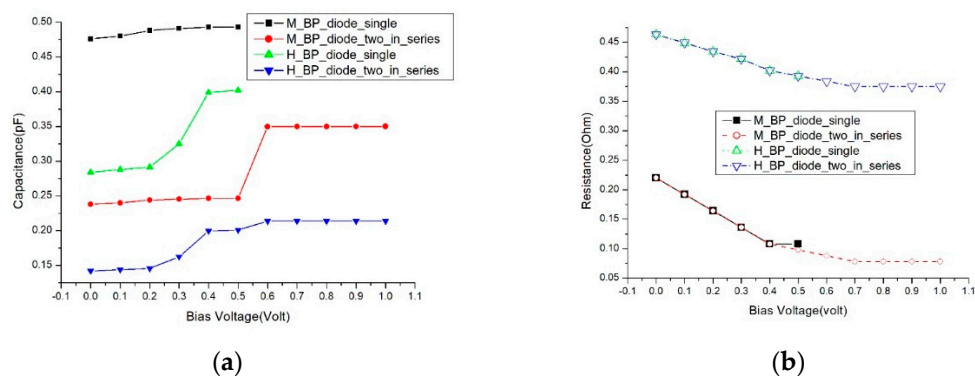 0.50
0.45
0.40
0.35
0.30
0.25
0.20
0.15
Capacitance(pF)
M_BP_diode_single
M_BP_diode_two_in_series
H_BP_diode_single
H_BP_diode_two_in_series
-0.1 0.0 0.1 0.2 0.3 0.4 0.5 0.6 0.7 0.8 0.9 1.0 1.1
Bias Voltage(Volt)
(a)
0.45
0.40
0.35
0.30
0.25
0.20
0.15
0.10
0.05
Resistance(Ohm)
M_BP_diode_single
M_BP_diode_two_in_series
H_BP_diode_single
H_BP_diode_two_in_series
-0.1 0.0 0.1 0.2 0.3 0.4 0.5 0.6 0.7 0.8 0.9 1.0 1.1
Bias Voltage(volt)
(b)